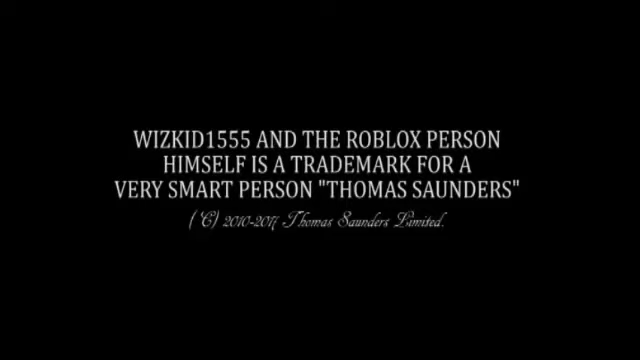 WIZKID1555 AND THE ROBLOX PERSON
HIMSELF IS A TRADEMARK FOR A
VERY SMART PERSON "THOMAS SAUNDERS"
(C) 2010-2017 Thomas Saunders Limited.